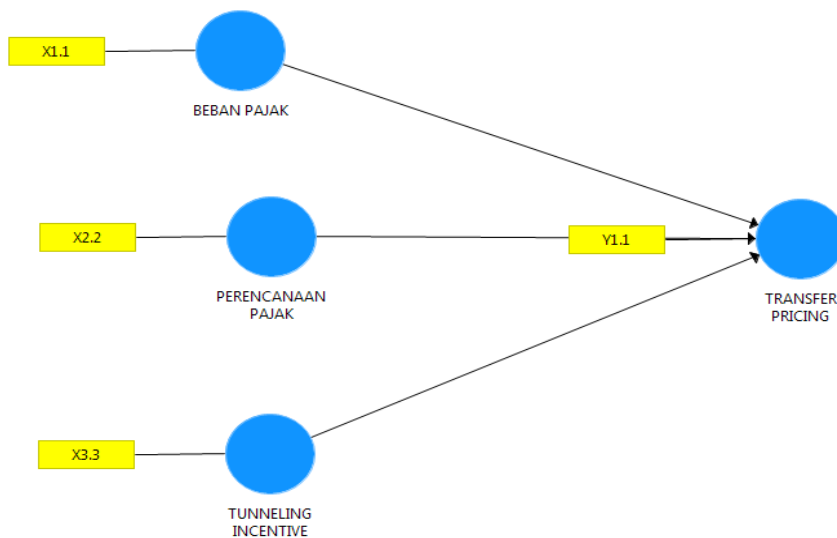 X1.1
BEBAN PAJAK
X2.2
Y1.1
PERENCANAAN
PAJAK
TRANSFER
PRICING
X3.3
TUNNELING
INCENTIVE